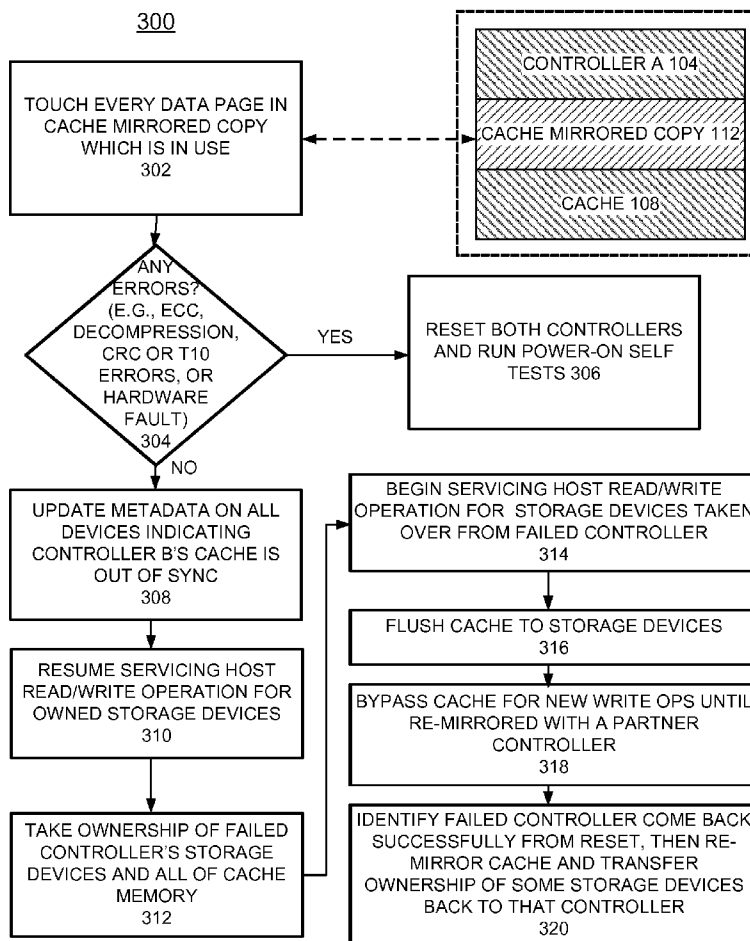 300
TOUCH EVERY DATA PAGE IN
CACHE MIRRORED COPY
WHICH IS IN USE
302
CONTROLLER A 104
CACHE MIRRORED COPY 112
CACHE 108
ANY
ERRORS?
(E.G., ECC,
DECOMPRESSION,
CRC OR T10
ERRORS, OR
HARDWARE
FAULT)
304
YES
RESET BOTH CONTROLLERS
AND RUN POWER-ON SELF
TESTS 306
NO
UPDATE METADATA ON ALL
DEVICES INDICATING
CONTROLLER B'S CACHE IS
OUT OF SYNC
308
RESUME SERVICING HOST
READ/WRITE OPERATION FOR
OWNED STORAGE DEVICES
310
TAKE OWNERSHIP OF FAILED
CONTROLLER'S STORAGE
DEVICES AND ALL OF CACHE
MEMORY
312
BEGIN SERVICING HOST READ/WRITE
OPERATION FOR STORAGE DEVICES TAKEN
OVER FROM FAILED CONTROLLER
314
FLUSH CACHE TO STORAGE DEVICES
316
BYPASS CACHE FOR NEW WRITE OPS UNTIL
RE-MIRRORED WITH A PARTNER
CONTROLLER
318
IDENTIFY FAILED CONTROLLER COME BACK
SUCCESSFULLY FROM RESET, THEN RE-
MIRROR CACHE AND TRANSFER
OWNERSHIP OF SOME STORAGE DEVICES
BACK TO THAT CONTROLLER
320